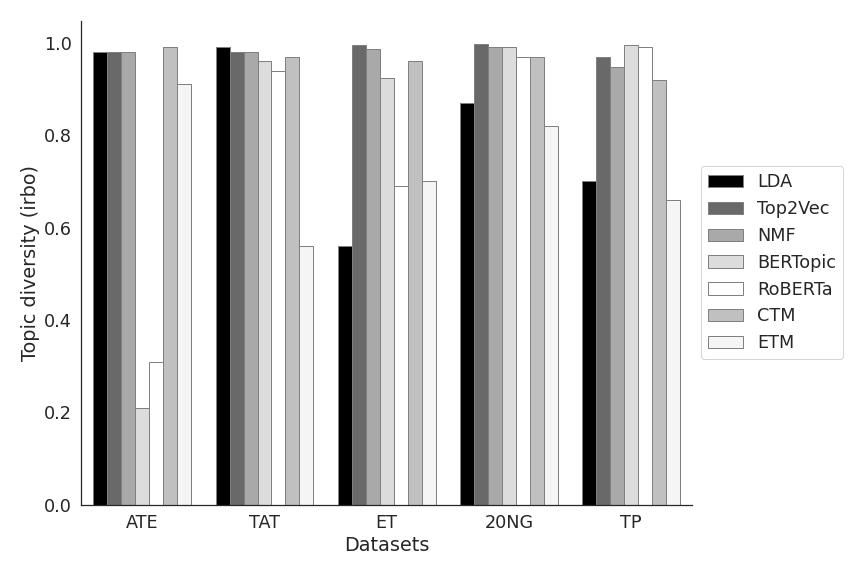 1.0
0.8
0.6
0.4
0.2
0.0
Topic diversity (irbo)
ATE
TAT
ET
20NG
TP
Datasets
LDA
Top2Vec
NMF
BERTopic
RoBERTa
CTM
ETM